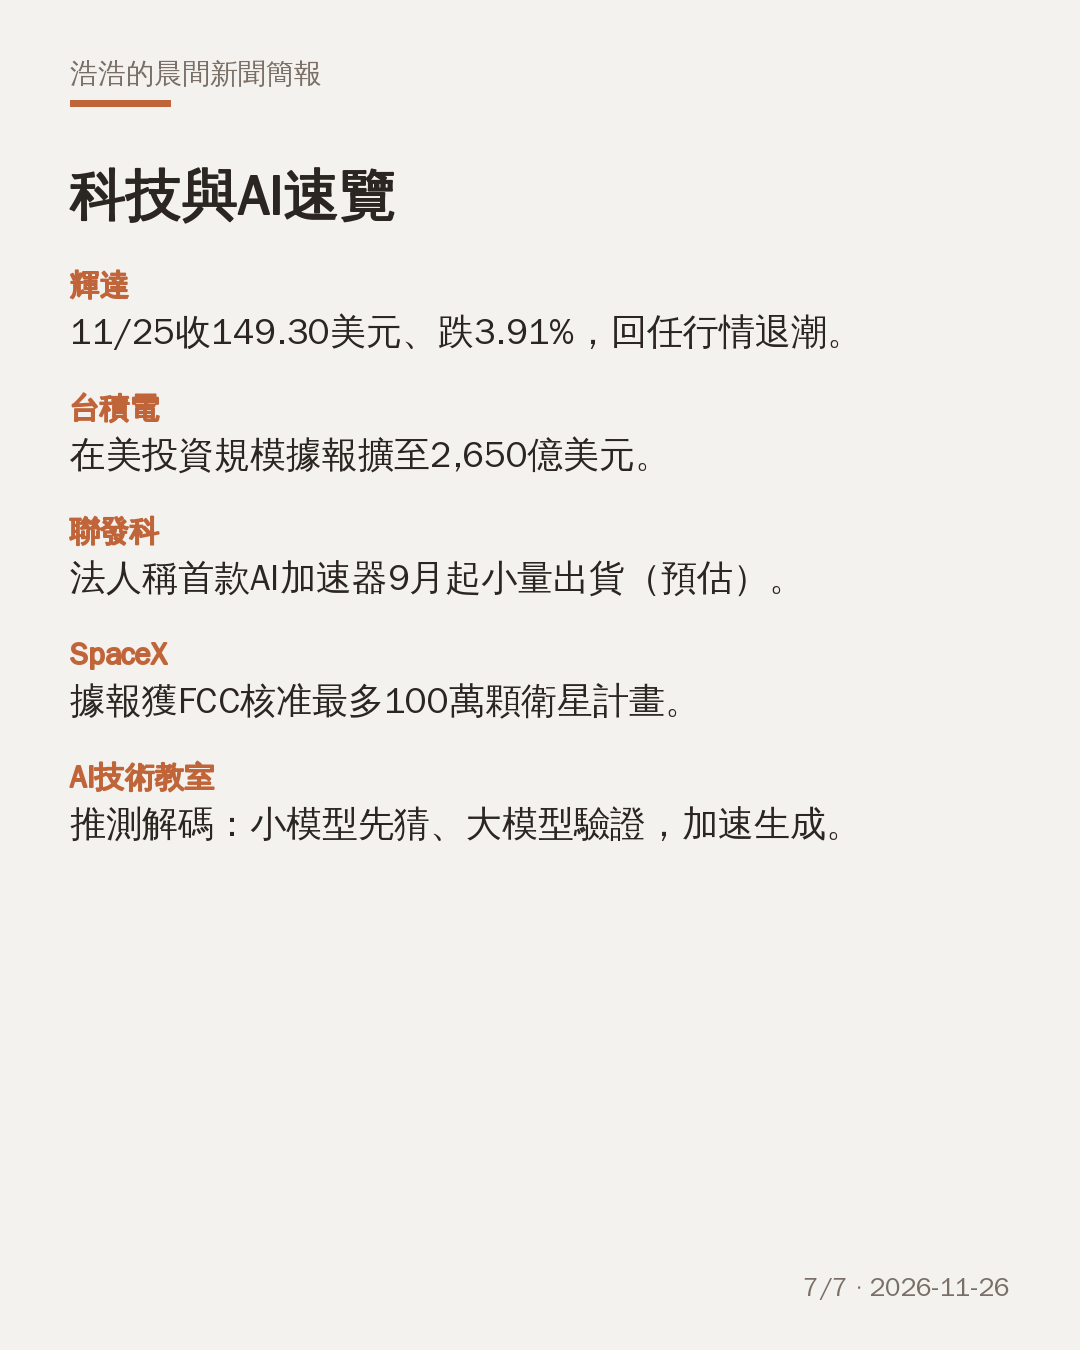 浩浩的晨間新聞簡報
科技與AI速覽
輝達
11/25收149.30美元、跌3.91%，回任行情退潮。
台積電
在美投資規模據報擴至2,650億美元。
聯發科
法人稱首款AI加速器9月起小量出貨（預估）。
SpaceX
據報獲FCC核准最多100萬顆衛星計畫。
AI技術教室
推測解碼：小模型先猜、大模型驗證，加速生成。
7/7 · 2026-11-26